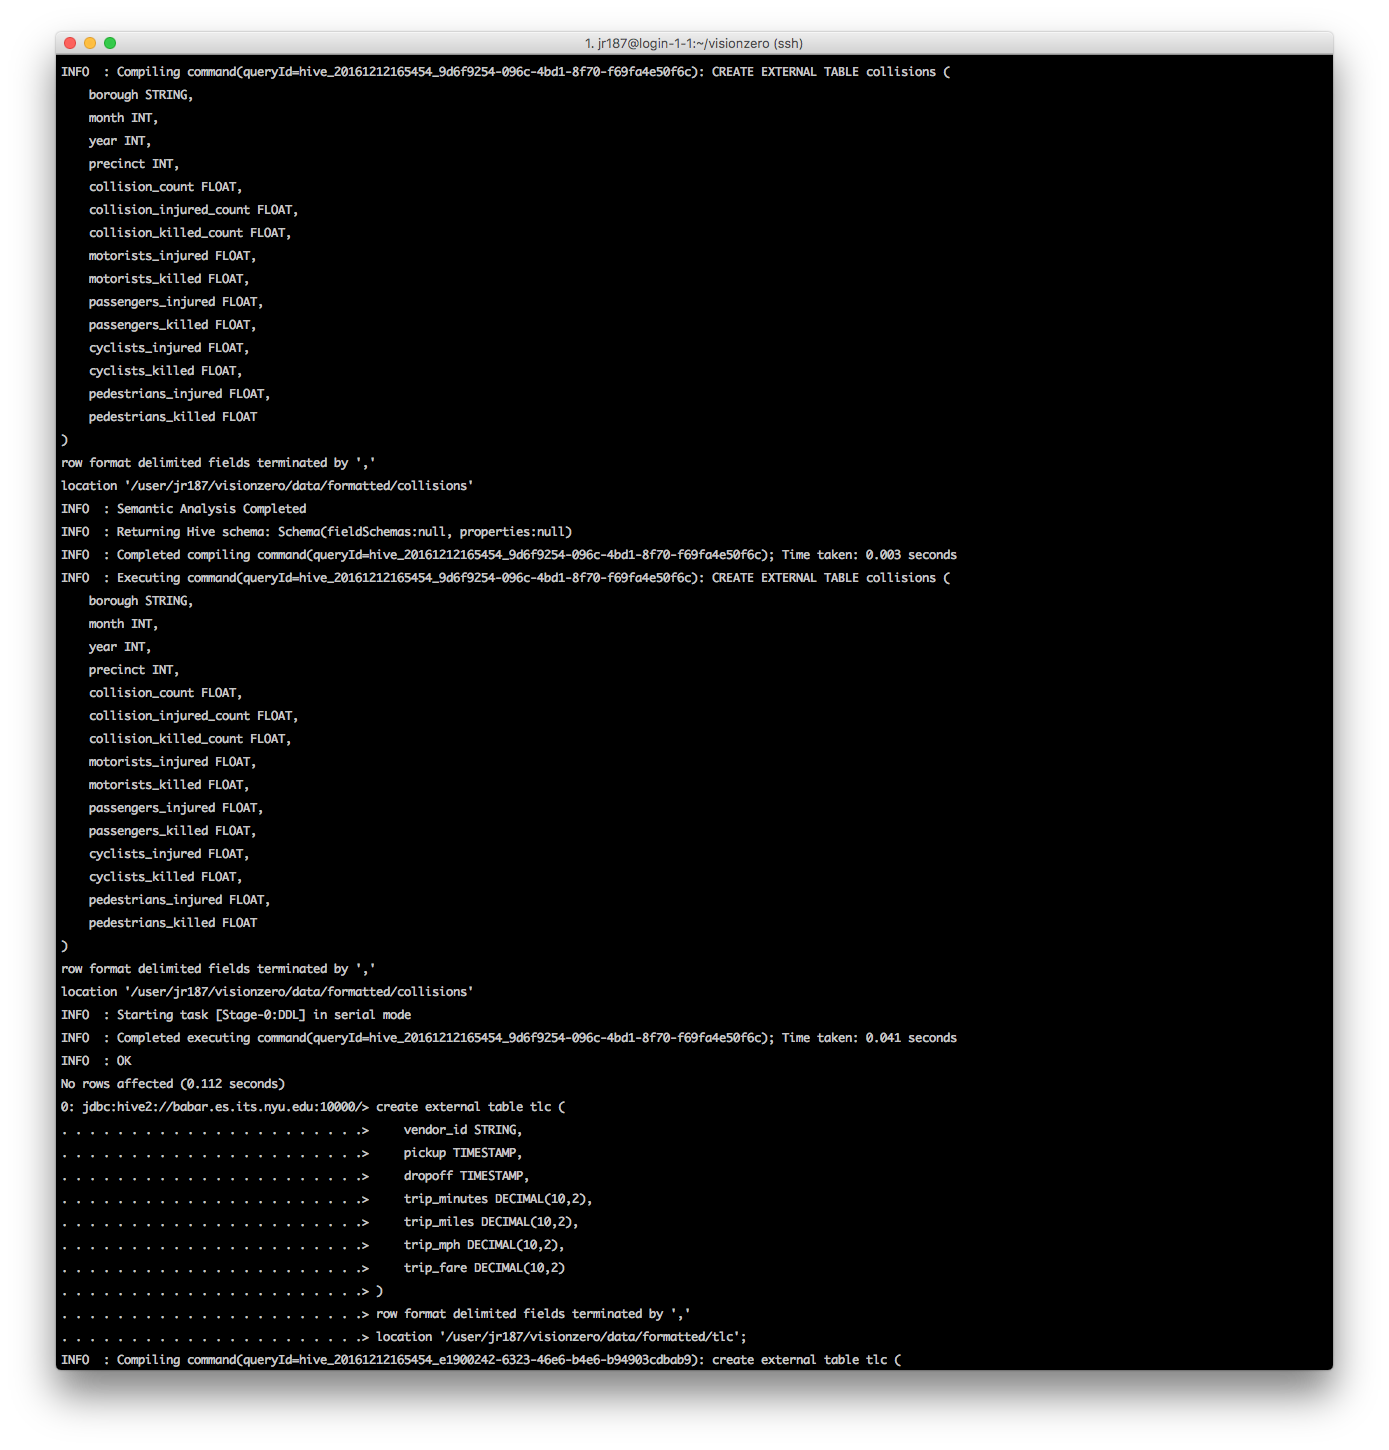 1. jr187@login-1-1:~/visionzero (ssh)
INFO  : Compiling command(queryId=hive_20161212165454_9d6f9254-096c-4bd1-8f70-f69fa4e50f6c): CREATE EXTERNAL TABLE collisions (
    borough STRING,
    month INT,
    year INT,
    precinct INT,
    collision_count FLOAT,
    collision_injured_count FLOAT,
    collision_killed_count FLOAT,
    motorists_injured FLOAT,
    motorists_killed FLOAT,
    passengers_injured FLOAT,
    passengers_killed FLOAT,
    cyclists_injured FLOAT,
    cyclists_killed FLOAT,
    pedestrians_injured FLOAT,
    pedestrians_killed FLOAT
)
row format delimited fields terminated by ','
location '/user/jr187/visionzero/data/formatted/collisions'
INFO  : Semantic Analysis Completed
INFO  : Returning Hive schema: Schema(fieldSchemas:null, properties:null)
INFO  : Completed compiling command(queryId=hive_20161212165454_9d6f9254-096c-4bd1-8f70-f69fa4e50f6c); Time taken: 0.003 seconds
INFO  : Executing command(queryId=hive_20161212165454_9d6f9254-096c-4bd1-8f70-f69fa4e50f6c): CREATE EXTERNAL TABLE collisions (
    borough STRING,
    month INT,
    year INT,
    precinct INT,
    collision_count FLOAT,
    collision_injured_count FLOAT,
    collision_killed_count FLOAT,
    motorists_injured FLOAT,
    motorists_killed FLOAT,
    passengers_injured FLOAT,
    passengers_killed FLOAT,
    cyclists_injured FLOAT,
    cyclists_killed FLOAT,
    pedestrians_injured FLOAT,
    pedestrians_killed FLOAT
)
row format delimited fields terminated by ','
location '/user/jr187/visionzero/data/formatted/collisions'
INFO  : Starting task [Stage-0:DDL] in serial mode
INFO  : Completed executing command(queryId=hive_20161212165454_9d6f9254-096c-4bd1-8f70-f69fa4e50f6c); Time taken: 0.041 seconds
INFO  : OK
No rows affected (0.112 seconds)
0: jdbc:hive2://babar.es.its.nyu.edu:10000/> create external table tlc (
. . . . . . . . . . . . . . . . . . . . . .>     vendor_id STRING,
. . . . . . . . . . . . . . . . . . . . . .>     pickup TIMESTAMP,
. . . . . . . . . . . . . . . . . . . . . .>     dropoff TIMESTAMP,
. . . . . . . . . . . . . . . . . . . . . .>     trip_minutes DECIMAL(10,2),
. . . . . . . . . . . . . . . . . . . . . .>     trip_miles DECIMAL(10,2),
. . . . . . . . . . . . . . . . . . . . . .>     trip_mph DECIMAL(10,2),
. . . . . . . . . . . . . . . . . . . . . .>     trip_fare DECIMAL(10,2)
. . . . . . . . . . . . . . . . . . . . . .> )
. . . . . . . . . . . . . . . . . . . . . .> row format delimited fields terminated by ','
. . . . . . . . . . . . . . . . . . . . . .> location '/user/jr187/visionzero/data/formatted/tlc';
INFO  : Compiling command(queryId=hive_20161212165454_e1900242-6323-46e6-b4e6-b94903cdbab9): create external table tlc (